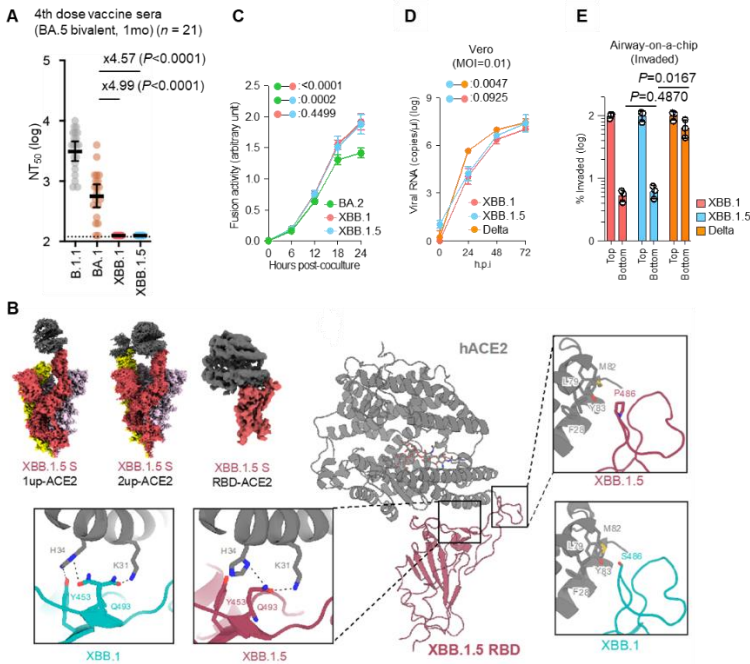 A
4th dose vaccine sera
(BA.5 bivalent, 1mo) (n = 21)
x4.57 (P<0.0001)
x4.99 (P<0.0001)
NT50 (log)
5
4
3
2
B.1.1
BA.1
XBB.1
XBB.1.5
C
:<0.0001
:0.0002
:0.4499
Fusion activity (arbitrary unit)
2.5
2.0
1.5
1.0
0.5
0.0
BA.2
XBB.1
XBB.1.5
0 6 12 18 24
Hours post-coculture
D
Vero
(MOI=0.01)
:0.0047
:0.0925
Viral RNA (copies/μl) (log)
9
6
3
0
XBB.1
XBB.1.5
Delta
0 24 48 72
h.p.i.
E
Airway-on-a-chip
(Invaded)
P=0.0167
P=0.4870
% Invaded (log)
2
1
0
XBB.1
XBB.1.5
Delta
Top
Bottom
Top
Bottom
Top
Bottom
B
XBB.1.5 S
1up-ACE2
XBB.1.5 S
2up-ACE2
XBB.1.5 S
RBD-ACE2
hACE2
XBB.1.5 RBD
M82
L79
Y83
P486
F28
XBB.1.5
H34
K31
Y453
Q493
XBB.1
H34
K31
Y453
Q493
XBB.1.5
M82
L79
S486
Y83
F28
XBB.1